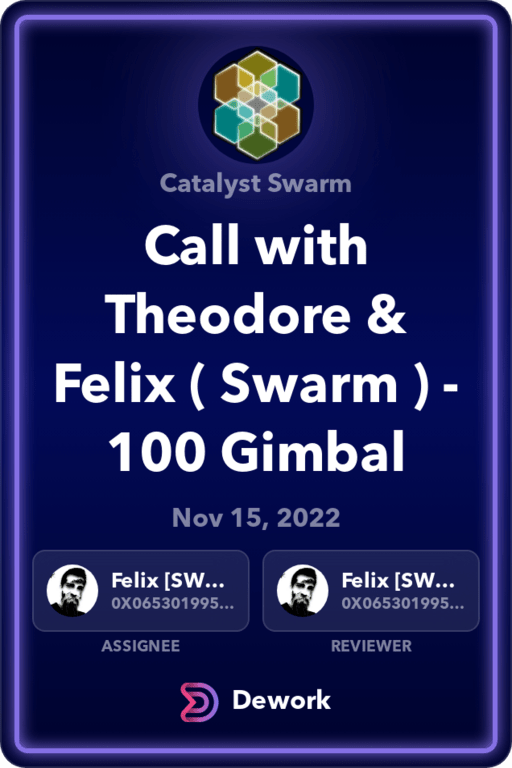 Catalyst Swarm
Call with
Theodore &
Felix ( Swarm ) -
100 Gimbal
Nov 15, 2022
Felix [SW...
0X065301995...
ASSIGNEE
Felix [SW...
0X065301995...
REVIEWER
Dework